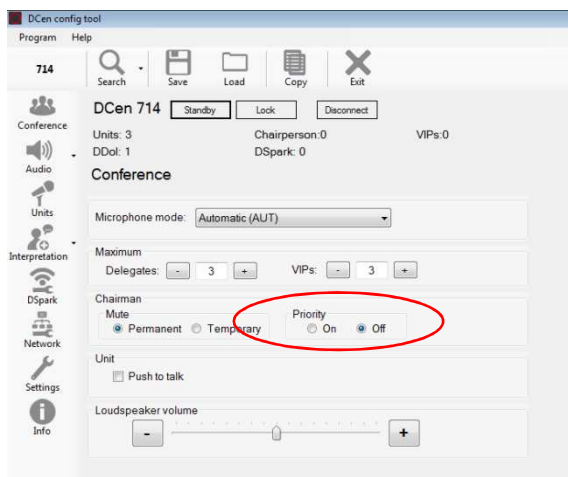 DCen config tool
Program Help
714 Search Save Load Copy Exit
DCen 714 Standby Lock Disconnect
Units: 3 Chairperson:0 VIPs:0
DDol: 1 DSpark: 0
Conference
Microphone mode: Automatic (AUT)
Maximum
Delegates: - 3 + VIPs: - 3 +
Chairman
Mute Priority
Permanent Temporary On Off
Unit
Push to talk
Loudspeaker volume
- +
Conference
Audio
Units
Interpretation
DSpark
Network
Settings
Info